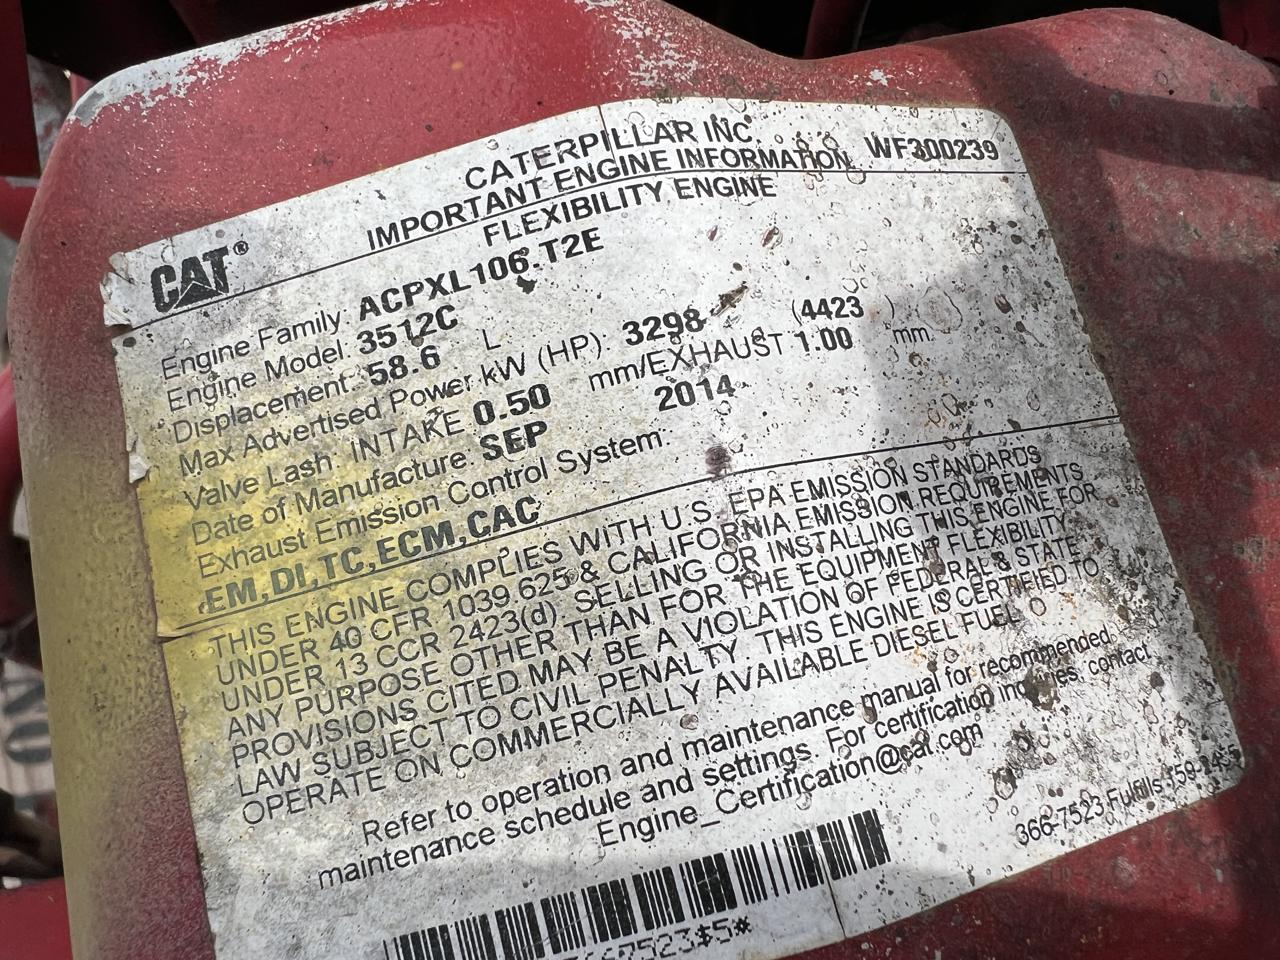 CATERPILLAR INC.
IMPORTANT ENGINE INFORMATION WF300239
CAT® FLEXIBILITY ENGINE
Engine Family: ACPXL106.T2E
Engine Model: 3512C
Displacement: 58.6 L
Max Advertised Power kW (HP): 3298 (4423 )
Valve Lash: INTAKE 0.50 mm/EXHAUST 1.00 mm
Date of Manufacture: SEP 2014
Exhaust Emission Control System
EM,DI,TC,ECM,CAC
THIS ENGINE COMPLIES WITH U.S. EPA EMISSION STANDARDS
UNDER 40 CFR 1039.625 & CALIFORNIA EMISSION REQUIREMENTS
UNDER 13 CCR 2423(d). SELLING OR INSTALLING THIS ENGINE FOR
ANY PURPOSE OTHER THAN FOR THE EQUIPMENT FLEXIBILITY
PROVISIONS CITED MAY BE A VIOLATION OF FEDERAL & STATE
LAW SUBJECT TO CIVIL PENALTY. THIS ENGINE IS CERTIFIED TO
OPERATE ON COMMERCIALLY AVAILABLE DIESEL FUEL
Refer to operation and maintenance manual for recommended
maintenance schedule and settings. For certification inquiries, contact
Engine_Certification@cat.com
366-7523 Fulfills
7523$5*